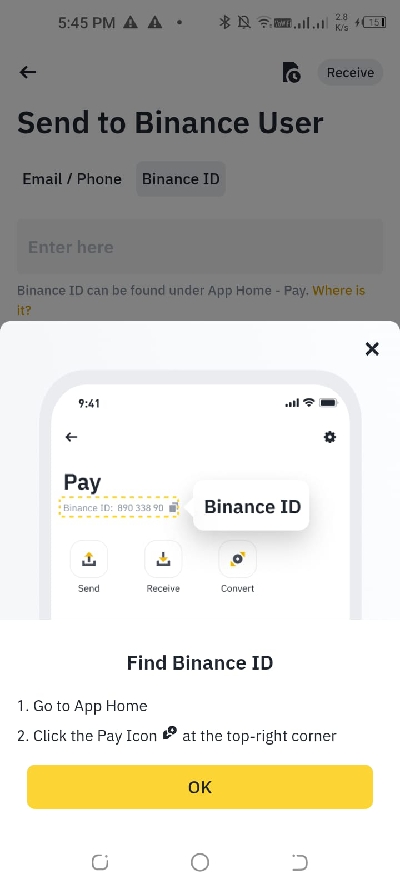 5:45 PM
2.8
K/s
15
Receive
Send to Binance User
Email / Phone
Binance ID
Enter here
Binance ID can be found under App Home - Pay. Where is
it?
9:41
Pay
Binance ID: 890 338 90
Binance ID
Send
Receive
Convert
Find Binance ID
1. Go to App Home
2. Click the Pay Icon at the top-right corner
OK